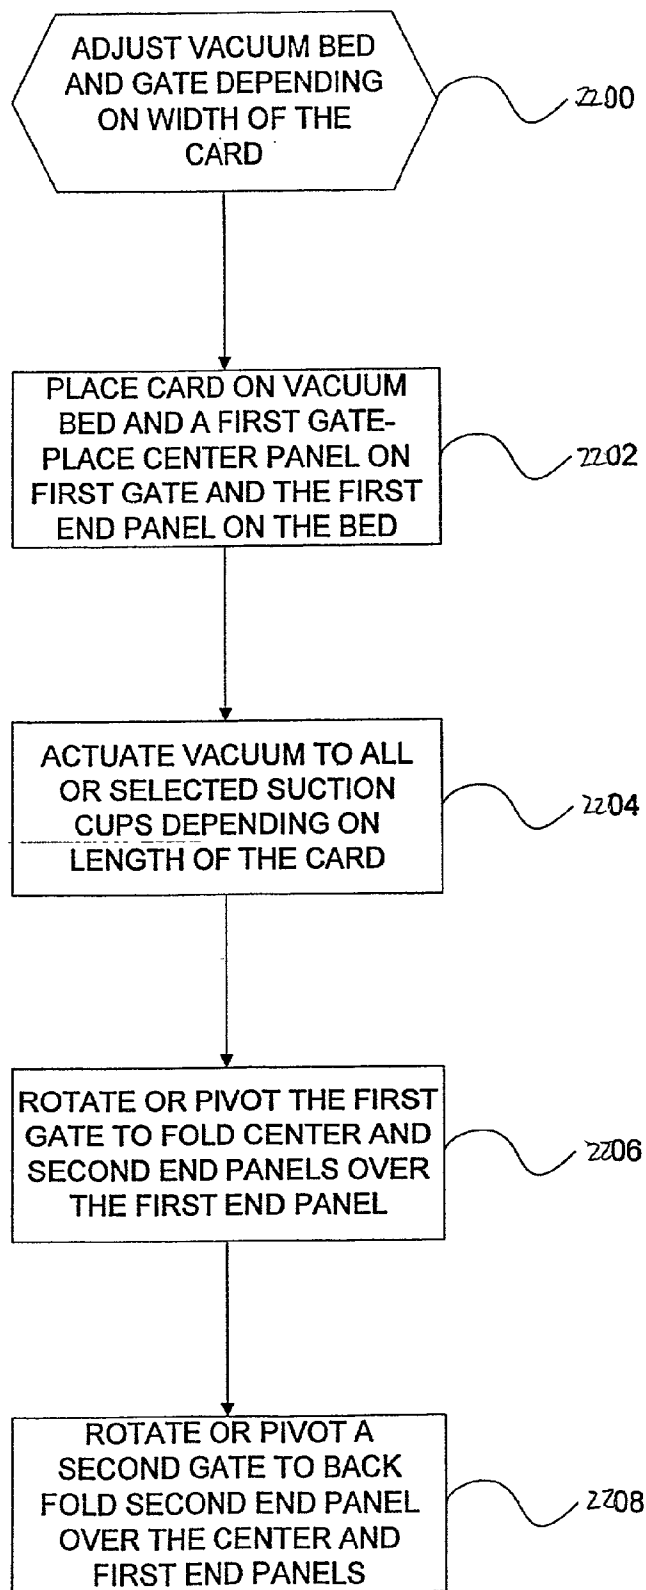 ADJUST VACUUM BED
AND GATE DEPENDING
ON WIDTH OF THE
CARD
2200
PLACE CARD ON VACUUM
BED AND A FIRST GATE-
PLACE CENTER PANEL ON
FIRST GATE AND THE FIRST
END PANEL ON THE BED
2202
ACTUATE VACUUM TO ALL
OR SELECTED SUCTION
CUPS DEPENDING ON
LENGTH OF THE CARD
2204
ROTATE OR PIVOT THE FIRST
GATE TO FOLD CENTER AND
SECOND END PANELS OVER
THE FIRST END PANEL
2206
ROTATE OR PIVOT A
SECOND GATE TO BACK
FOLD SECOND END PANEL
OVER THE CENTER AND
FIRST END PANELS
2208